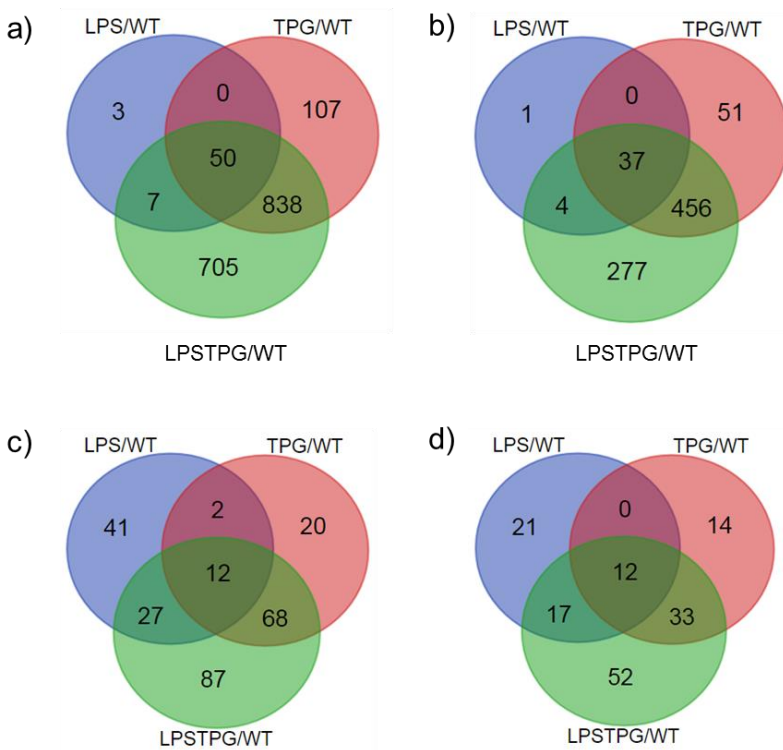 a)
LPS/WT TPG/WT
3 0 107
50
7 838
705
LPSTPG/WT
b)
LPS/WT TPG/WT
1 0 51
37
4 456
277
LPSTPG/WT
c)
LPS/WT TPG/WT
41 2 20
12
27 68
87
LPSTPG/WT
d)
LPS/WT TPG/WT
21 0 14
12
17 33
52
LPSTPG/WT